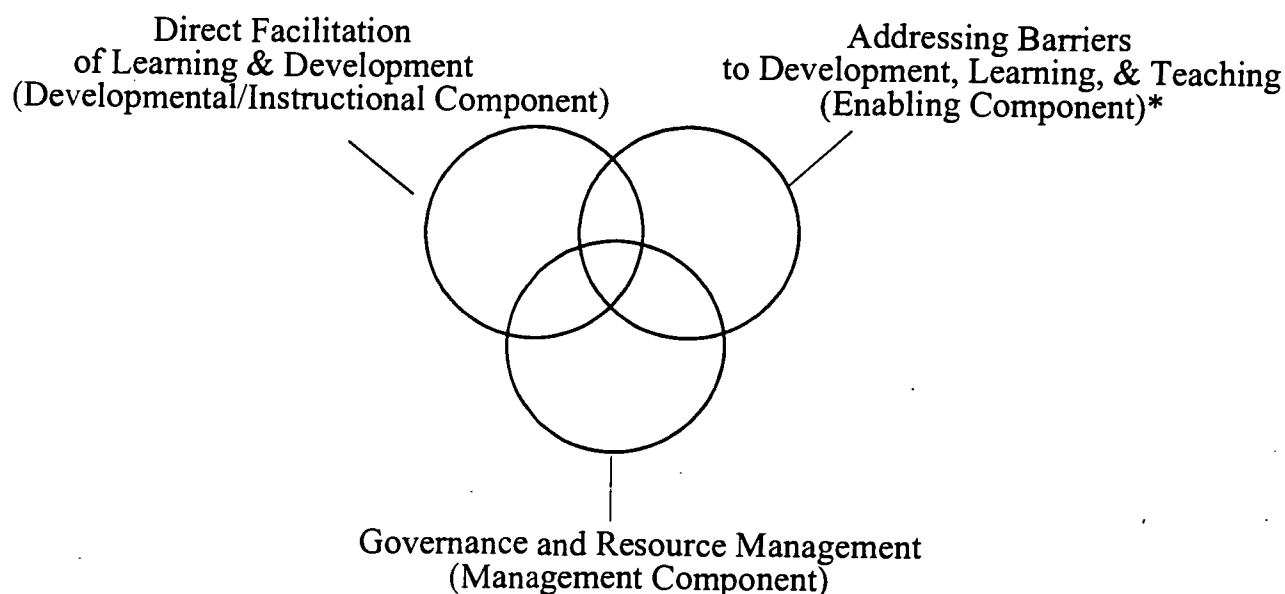 Direct Facilitation
of Learning & Development
(Developmental/Instructional Component)
Addressing Barriers
to Development, Learning, & Teaching
(Enabling Component)*
Governance and Resource Management
(Management Component)